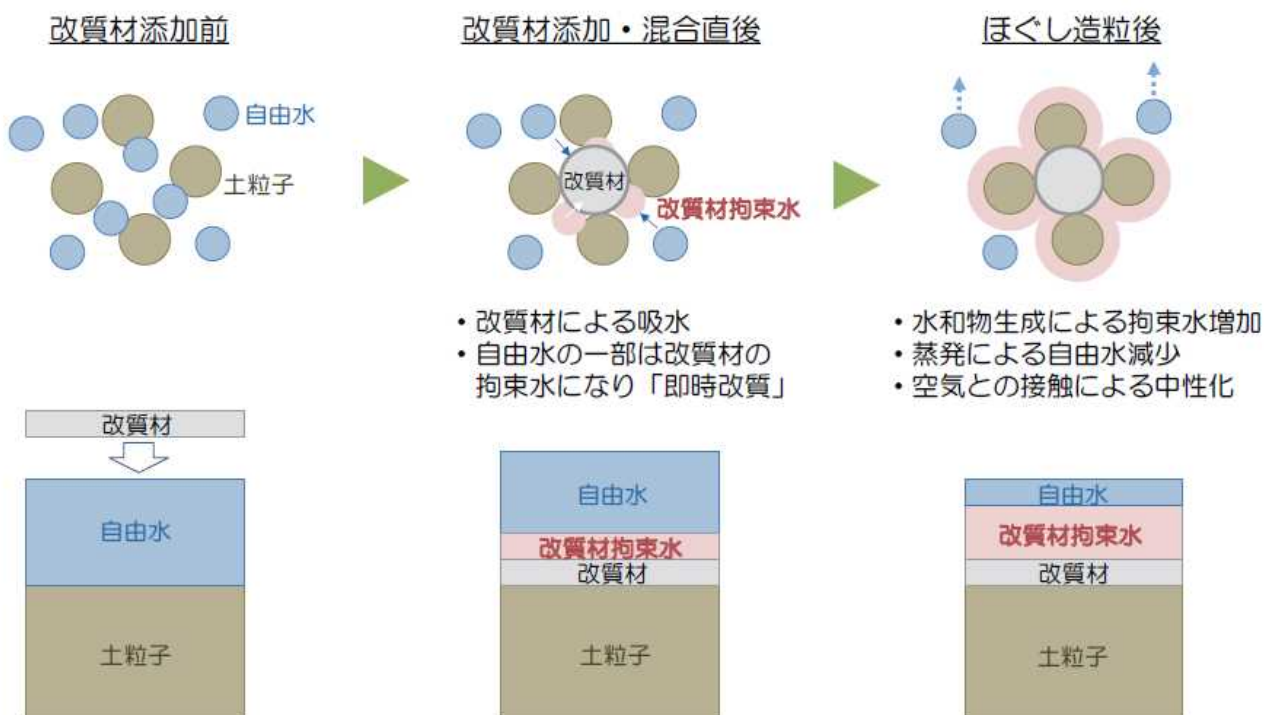 改質材添加前
改質材添加・混合直後
ほぐし造粒後
自由水
土粒子
改質材
改質材拘束水
・改質材による吸水
・自由水の一部は改質材の
拘束水になり「即時改質」
・水和物生成による拘束水増加
・蒸発による自由水減少
・空気との接触による中性化
改質材
自由水
土粒子
自由水
改質材拘束水
改質材
土粒子
自由水
改質材拘束水
改質材
土粒子